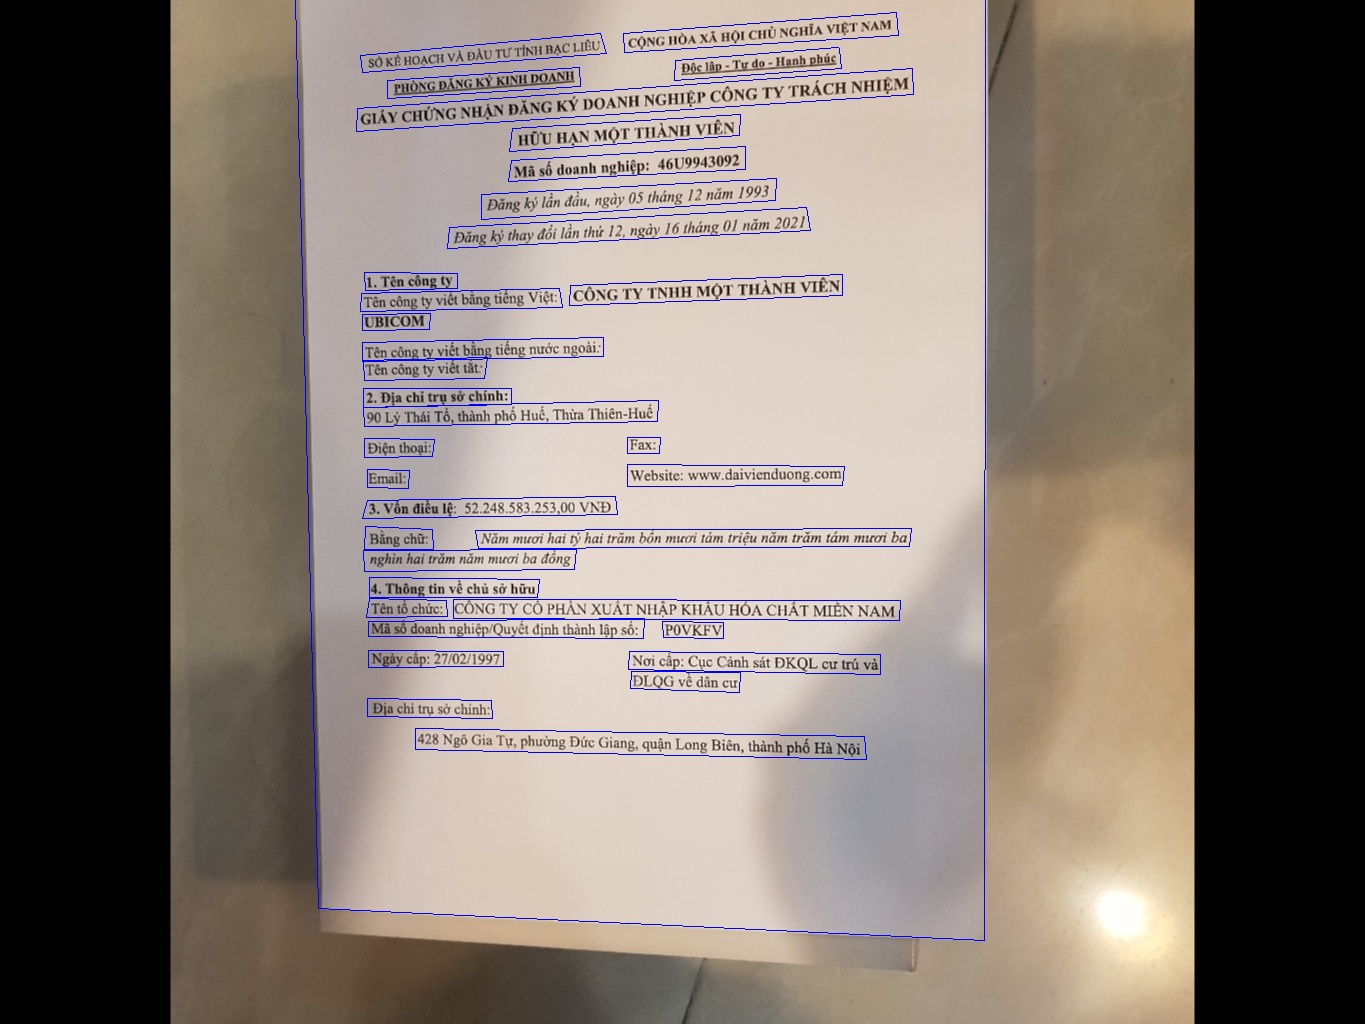 SỞ KẾ HOẠCH VÀ ĐẦU TƯ TỈNH BẠC LIÊU
CỘNG HÒA XÃ HỘI CHỦ NGHĨA VIỆT NAM
PHÒNG ĐĂNG KÝ KINH DOANH
Độc lập - Tự do - Hạnh phúc
GIẤY CHỨNG NHẬN ĐĂNG KÝ DOANH NGHIỆP CÔNG TY TRÁCH NHIỆM
HỮU HẠN MỘT THÀNH VIÊN
Mã số doanh nghiệp: 46U9943092
Đăng ký lần đầu, ngày 05 tháng 12 năm 1993
Đăng ký thay đổi lần thứ 12, ngày 16 tháng 01 năm 2021
1. Tên công ty
Tên công ty viết bằng tiếng Việt: CÔNG TY TNHH MỘT THÀNH VIÊN
UBICOM
Tên công ty viết bằng tiếng nước ngoài:
Tên công ty viết tắt:
2. Địa chỉ trụ sở chính:
90 Lý Thái Tổ, thành phố Huế, Thừa Thiên-Huế
Điện thoại: Fax:
Email: Website: www.daivienduong.com
3. Vốn điều lệ: 52.248.583.253,00 VNĐ
Bằng chữ: Năm mươi hai tỷ hai trăm bốn mươi tám triệu năm trăm tám mươi ba
nghìn hai trăm năm mươi ba đồng
4. Thông tin về chủ sở hữu
Tên tổ chức: CÔNG TY CỔ PHẦN XUẤT NHẬP KHẨU HÓA CHẤT MIỀN NAM
Mã số doanh nghiệp/Quyết định thành lập số: P0VKFV
Ngày cấp: 27/02/1997 Nơi cấp: Cục Cảnh sát ĐKQL cư trú và
ĐLQG về dân cư
Địa chỉ trụ sở chính:
428 Ngô Gia Tự, phường Đức Giang, quận Long Biên, thành phố Hà Nội